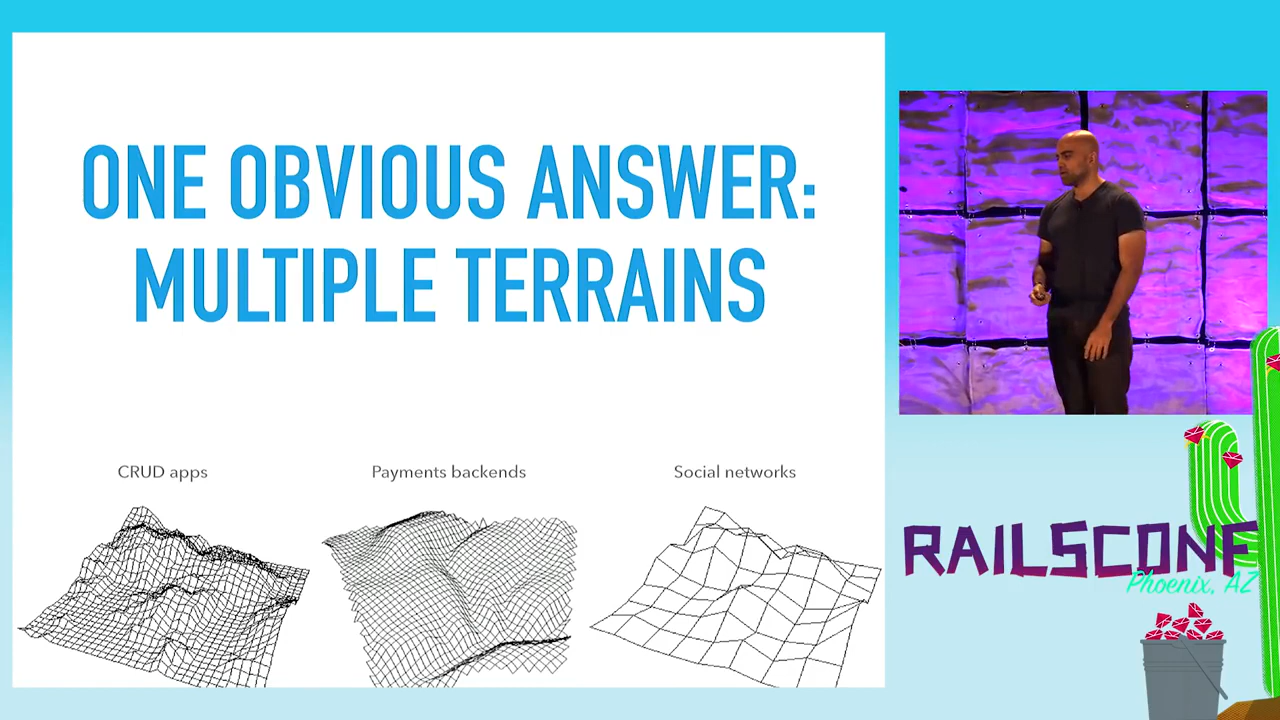 ONE OBVIOUS ANSWER:
MULTIPLE TERRAINS
CRUD apps
Payments backends
Social networks
RAILSCONF
Phoenix, AZ